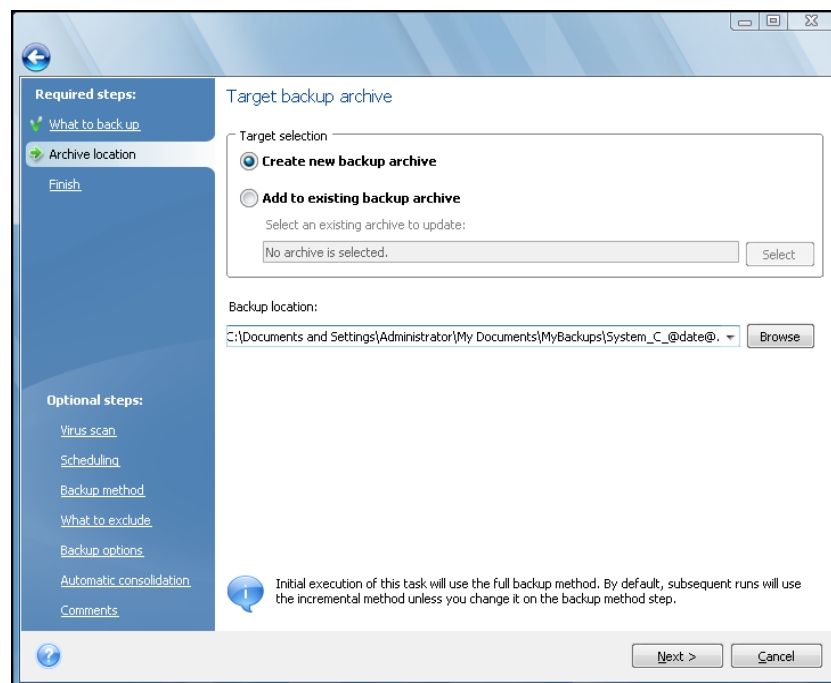 Required steps:
What to back up
Archive location
Finish
Optional steps:
Virus scan
Scheduling
Backup method
What to exclude
Backup options
Automatic consolidation
Comments
Target backup archive
Target selection
Create new backup archive
Add to existing backup archive
Select an existing archive to update:
No archive is selected.
Select
Backup location:
C:\Documents and Settings\Administrator\My Documents\MyBackups\System_C_@date@.
Browse
Initial execution of this task will use the full backup method. By default, subsequent runs will use
the incremental method unless you change it on the backup method step.
Next >
Cancel